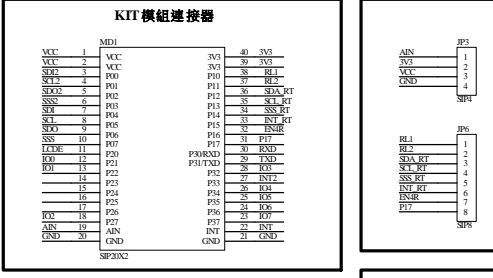 KIT模組連接器
MD1
VCC 1 VCC 3V3 40 3V3
VCC 2 VCC 3V3 39 3V3
SDI2 3 P00 P10 38 RL1
SCL2 4 P01 P11 37 RL2
SDO2 5 P02 P12 36 SDA_RT
SSS2 6 P03 P13 35 SCL_RT
SDI 7 P04 P14 34 SSS_RT
SCL 8 P05 P15 33 INT_RT
SDO 9 P06 P16 32 EN4R
SSS 10 P07 P17 31 P17
LCDE 11 P20 P30/RXD 30 RXD
IO0 12 P21 P31/TXD 29 TXD
IO1 13 P22 P32 28 IO3
14 P23 P33 27 INT2
15 P24 P34 26 IO4
16 P25 P35 25 IO5
17 P26 P36 24 IO6
IO2 18 P27 P37 23 IO7
AIN 19 AIN INT 22 INT
GND 20 GND GND 21 GND
SIP20X2
JP3
AIN 1
3V3 2
VCC 3
GND 4
SIP4
JP6
RL1 1
RL2 2
SDA_RT 3
SCL_RT 4
SSS_RT 5
INT_RT 6
EN4R 7
P17 8
SIP8